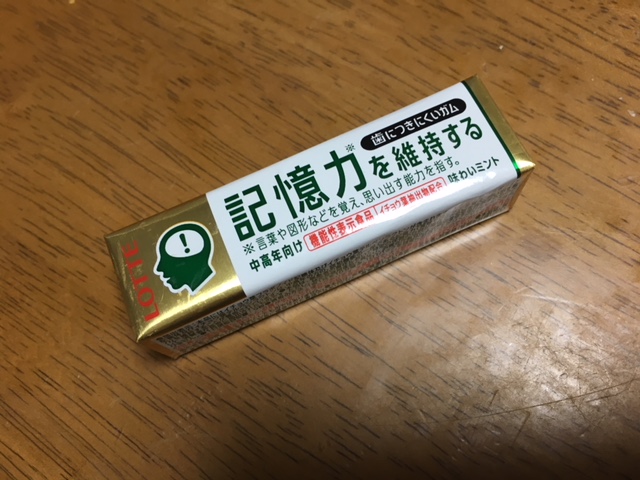 歯につきにくいガム
記憶力※を維持する
※言葉や図形などを覚え、思い出す能力を指す。
中高年向け 機能性表示食品 イチョウ葉抽出物配合 味わいミント
!
LOTTE